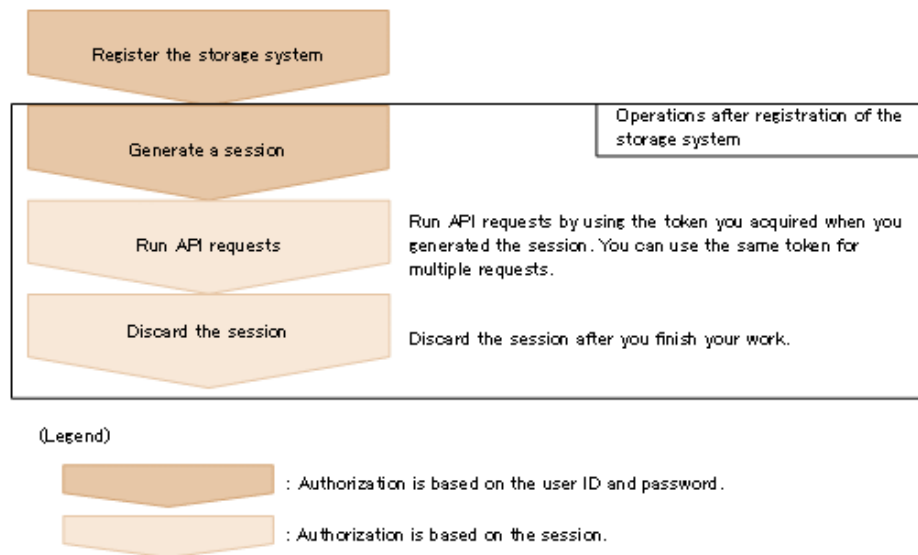 Register the storage system
Operations after registration of the
storage system
Generate a session
Run API requests
Run API requests by using the token you acquired when you
generated the session. You can use the same token for
multiple requests.
Discard the session
Discard the session after you finish your work.
(Legend)
: Authorization is based on the user ID and password.
: Authorization is based on the session.